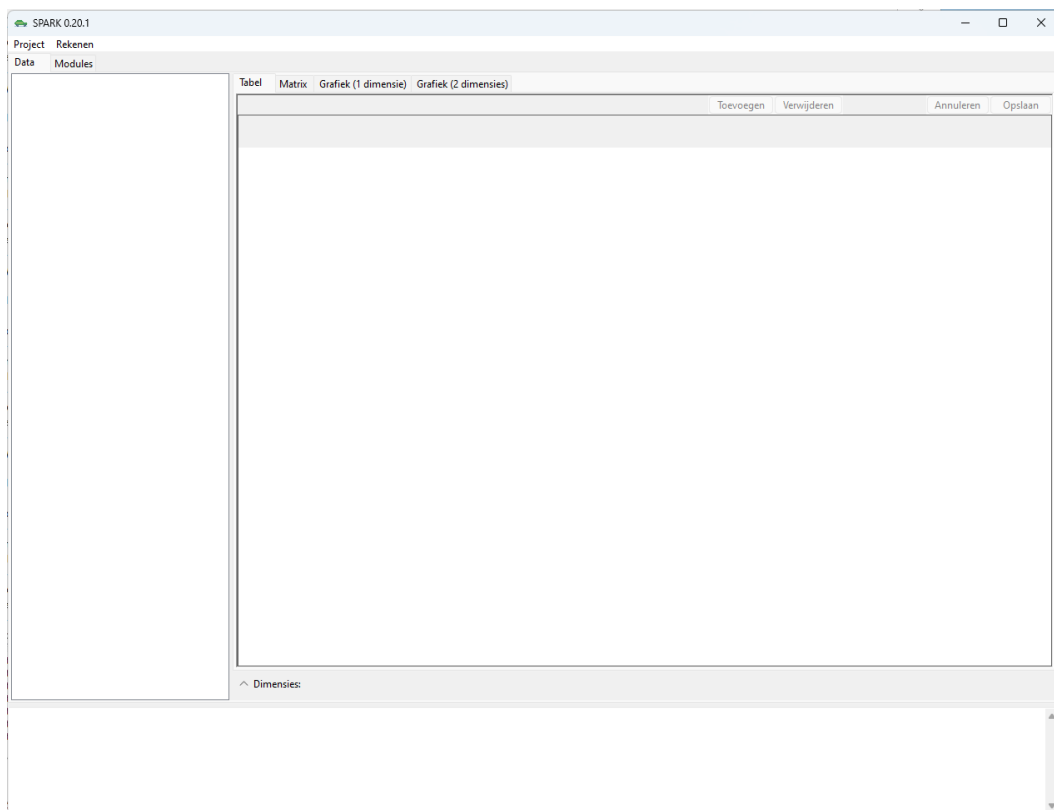 SPARK 0.20.1
Project Rekenen
Data Modules
Tabel Matrix Grafiek (1 dimensie) Grafiek (2 dimensies)
Toevoegen Verwijderen Annuleren Opslaan
Dimensies: